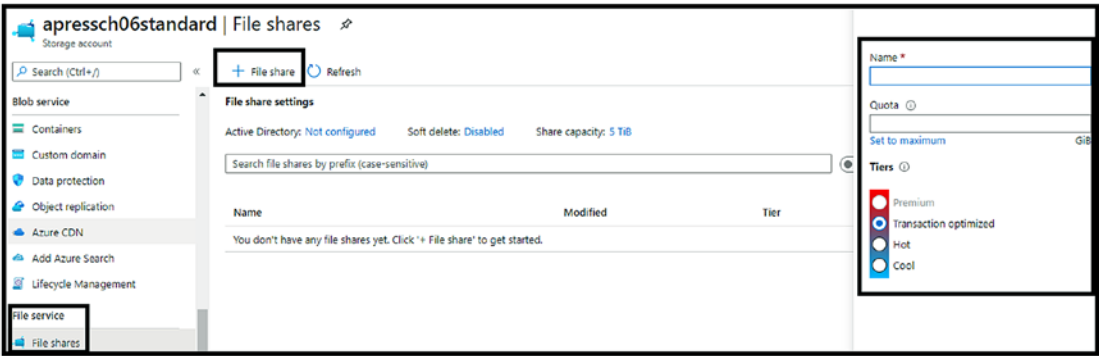 apressch06standard | File shares
Storage account
Search (Ctrl+/)
«
Blob service
Containers
Custom domain
Data protection
Object replication
Azure CDN
Add Azure Search
Lifecycle Management
File service
File shares
+ File share Refresh
File share settings
Active Directory: Not configured Soft delete: Disabled Share capacity: 5 TiB
Search file shares by prefix (case-sensitive)
Name Modified Tier
You don't have any file shares yet. Click '+ File share' to get started.
Name *
Quota
Set to maximum GiB
Tiers
Premium
Transaction optimized
Hot
Cool